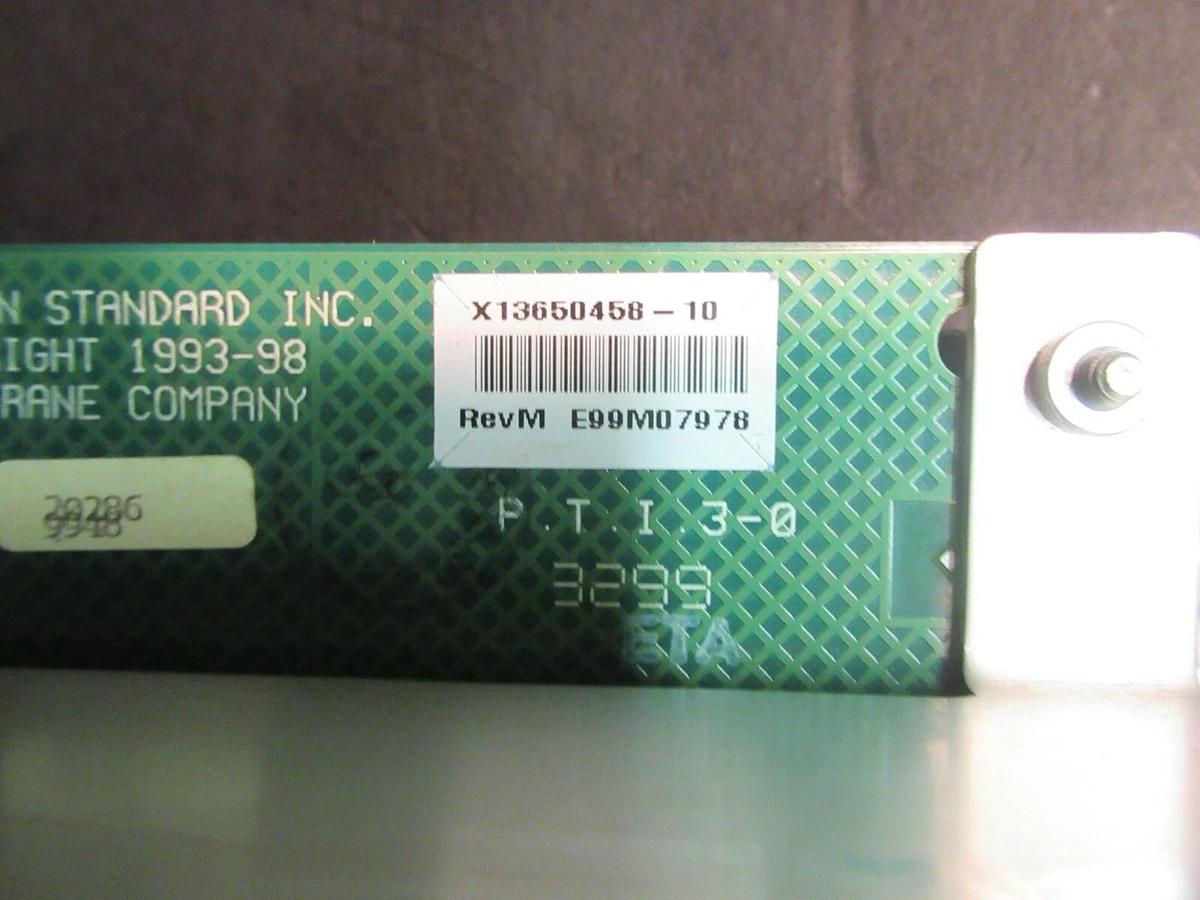 N STANDARD INC.
IGHT 1993-98
RANE COMPANY
X13650458-10
RevM E99M07978
20286
9948
P.T.I.3-0
3299
ETA